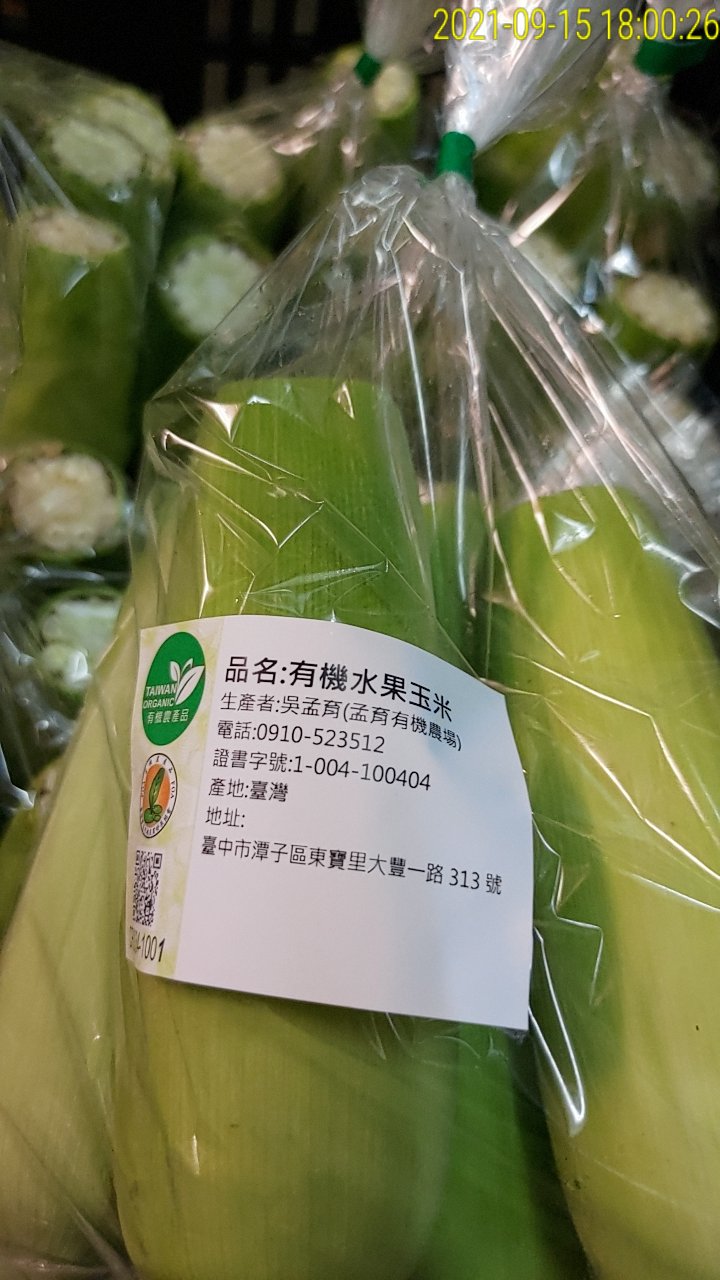 2021-09-15 18:00:26
TAIWAN
ORGANIC
有機農產品
品名:有機水果玉米
生產者:吳孟育(孟育有機農場)
電話:0910-523512
證書字號:1-004-100404
產地:臺灣
地址:
臺中市潭子區東寶里大豐一路 313 號